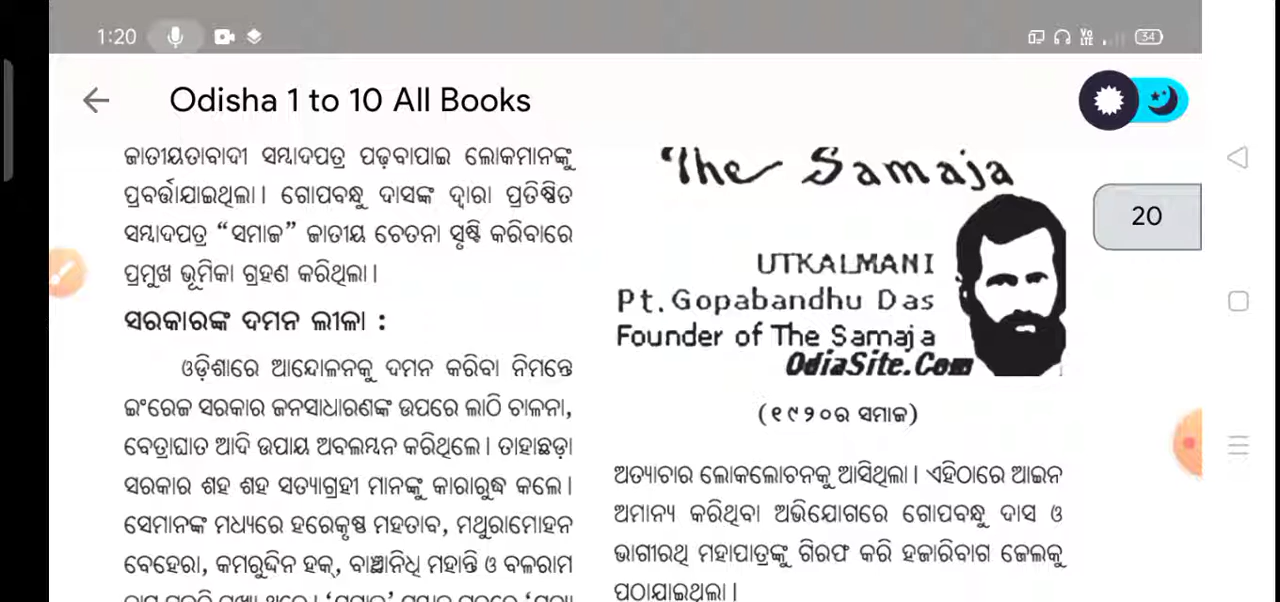 1:20
Vo LTE
34
Odisha 1 to 10 All Books
ଜାତୀୟତାବାଦୀ ସମ୍ବାଦପତ୍ର ପଢ଼ବାପାଇ ଲୋକମାନଙ୍କୁ
ପ୍ରବର୍ତ୍ତାଯାଇଥିଲା। ଗୋପବନ୍ଧୁ ଦାସଙ୍କ ଦ୍ୱାରା ପ୍ରତିଷ୍ଠିତ
ସମ୍ବାଦପତ୍ର “ସମାଜ” ଜାତୀୟ ଚେତନା ସୃଷ୍ଟି କରିବାରେ
ପ୍ରମୁଖ ଭୂମିକା ଗ୍ରହଣ କରିଥିଲା।
ସରକାରଙ୍କ ଦମନ ଲୀଳା :
ଓଡ଼ିଶାରେ ଆନ୍ଦୋଳନକୁ ଦମନ କରିବା ନିମନ୍ତେ
ଇଂରେଜ ସରକାର ଜନସାଧାରଣଙ୍କ ଉପରେ ଲାଠି ଚାଳନା,
ବେତ୍ରାଘାତ ଆଦି ଉପାୟ ଅବଲମ୍ବନ କରିଥିଲେ। ତାହାଛଡ଼ା
ସରକାର ଶହ ଶହ ସତ୍ୟାଗ୍ରହୀ ମାନଙ୍କୁ କାରାରୁଦ୍ଧ କଲେ।
ସେମାନଙ୍କ ମଧ୍ୟରେ ହରେକୃଷ୍ଣ ମହତାବ, ମଥୁରାମୋହନ
ବେହେରା, କମରୁଦ୍ଦିନ ହକ୍, ବାଞ୍ଛାନିଧି ମହାନ୍ତି ଓ ବଳରାମ
The Samaja
UTKALMANI
Pt. Gopabandhu Das
Founder of The Samaja
OdiaSite.Com
(୧୯୨୦ର ସମାଜ)
ଅତ୍ୟାଚାର ଲୋକଲୋଚନକୁ ଆସିଥିଲା। ଏହିଠାରେ ଆଇନ
ଅମାନ୍ୟ କରିଥିବା ଅଭିଯୋଗରେ ଗୋପବନ୍ଧୁ ଦାସ ଓ
ଭାଗୀରଥି ମହାପାତ୍ରଙ୍କୁ ଗିରଫ କରି ହଜାରିବାଗ ଜେଲକୁ
ପଠାଯାଇଥିଲା।
20